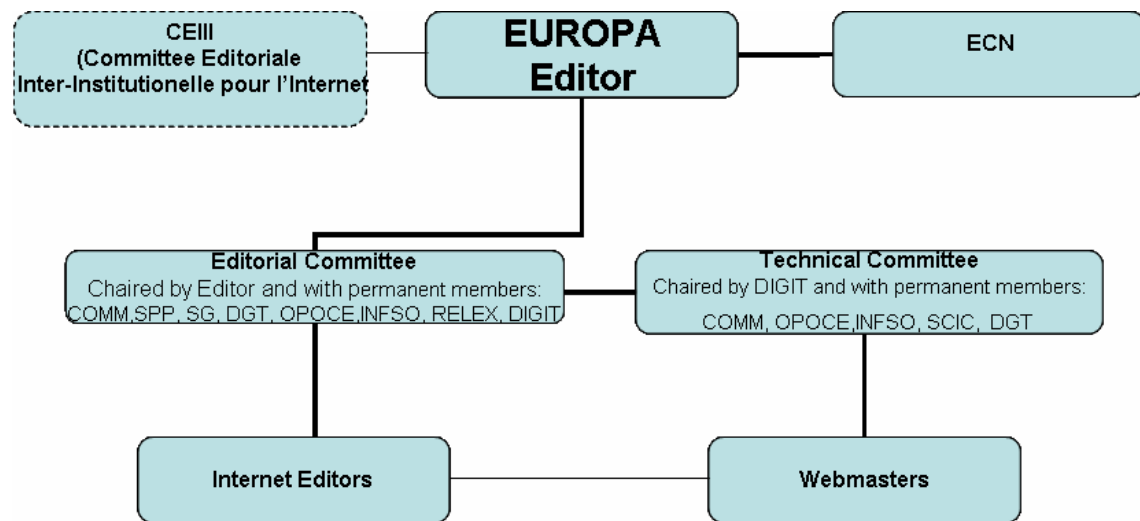 CEIII
(Committee Editoriale
Inter-Institutionelle pour l'Internet
EUROPA
Editor
ECN
Editorial Committee
Chaired by Editor and with permanent members:
COMM,SPP, SG, DGT, OPOCE,INFSO, RELEX, DIGIT
Technical Committee
Chaired by DIGIT and with permanent members:
COMM, OPOCE,INFSO, SCIC, DGT
Internet Editors
Webmasters